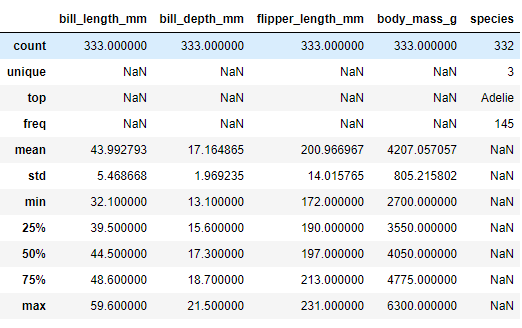 bill_length_mm bill_depth_mm flipper_length_mm body_mass_g species
count 333.000000 333.000000 333.000000 333.000000 332
unique NaN NaN NaN NaN 3
top NaN NaN NaN NaN Adelie
freq NaN NaN NaN NaN 145
mean 43.992793 17.164865 200.966967 4207.057057 NaN
std 5.468668 1.969235 14.015765 805.215802 NaN
min 32.100000 13.100000 172.000000 2700.000000 NaN
25% 39.500000 15.600000 190.000000 3550.000000 NaN
50% 44.500000 17.300000 197.000000 4050.000000 NaN
75% 48.600000 18.700000 213.000000 4775.000000 NaN
max 59.600000 21.500000 231.000000 6300.000000 NaN